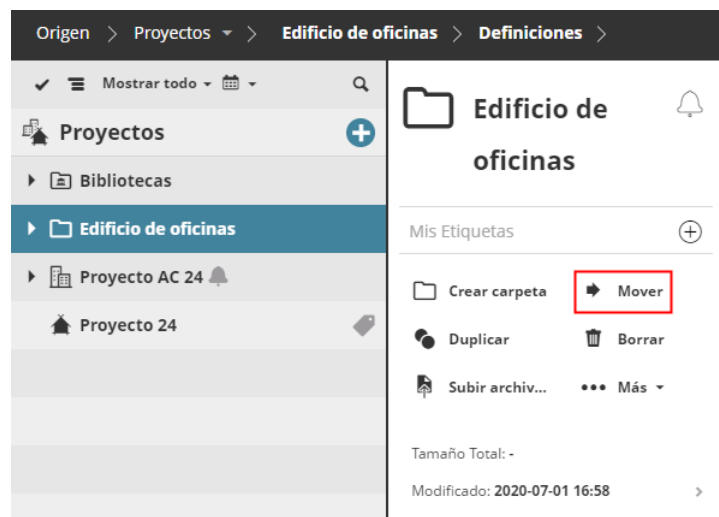 Origen > Proyectos > Edificio de oficinas > Definiciones >
Mostrar todo
Proyectos
Bibliotecas
Edificio de oficinas
Proyecto AC 24
Proyecto 24
Edificio de
oficinas
Mis Etiquetas
Crear carpeta Mover
Duplicar Borrar
Subir archiv... Más
Tamaño Total: -
Modificado: 2020-07-01 16:58